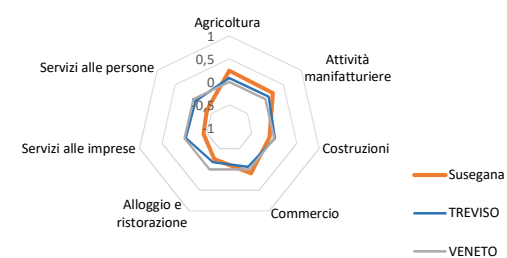 Agricoltura
Attività
manifatturiere
Costruzioni
Commercio
Alloggio e
ristorazione
Servizi alle imprese
Servizi alle persone
1
0,5
0
-0,5
-1
Susegana
TREVISO
VENETO